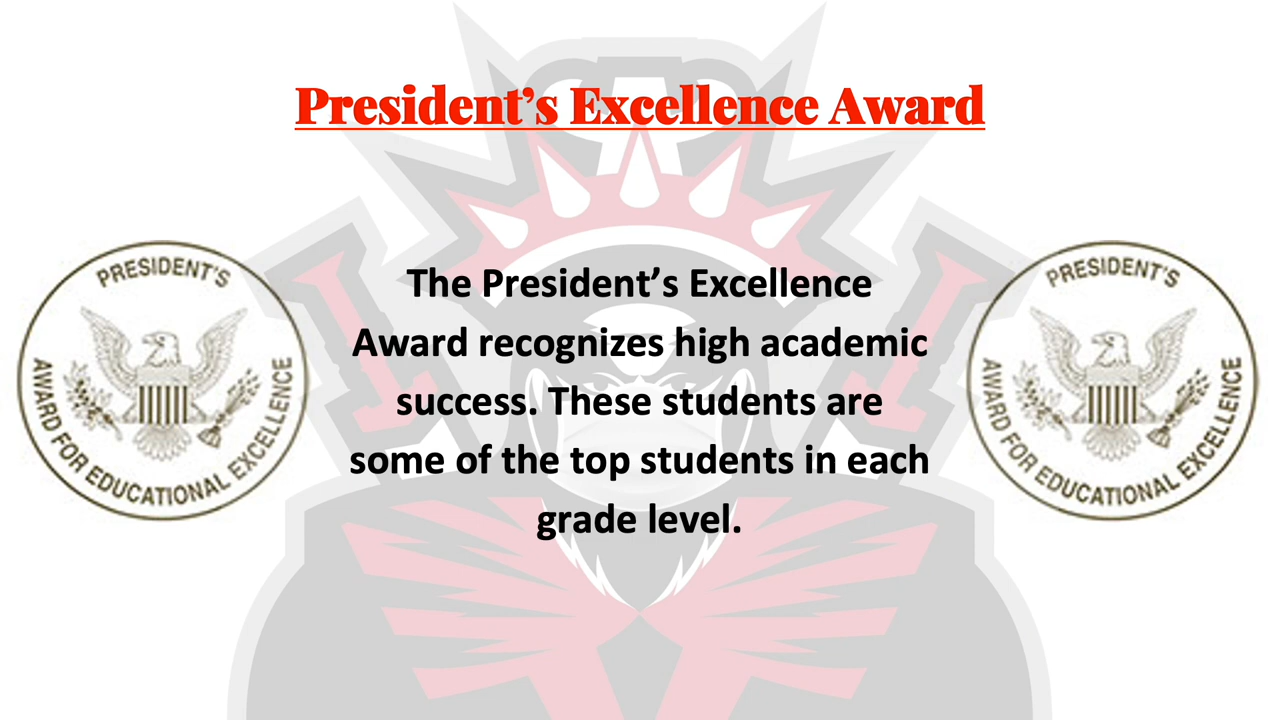 President’s Excellence Award
The President’s Excellence
Award recognizes high academic
success. These students are
some of the top students in each
grade level.
PRESIDENT'S
AWARD FOR EDUCATIONAL EXCELLENCE
PRESIDENT'S
AWARD FOR EDUCATIONAL EXCELLENCE